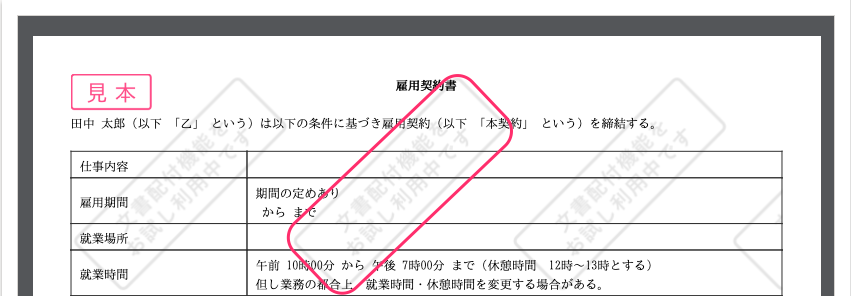 見本
雇用契約書
田中 太郎（以下 「乙」 という）は以下の条件に基づき雇用契約（以下 「本契約」 という）を締結する。
仕事内容
雇用期間
期間の定めあり
から まで
就業場所
就業時間
午前 10時00分 から 午後 7時00分 まで（休憩時間 12時～13時とする）
但し業務の都合上、就業時間・休憩時間を変更する場合がある。
文書配付機能を
お試し利用中です
文書配付機能を
お試し利用中です
文書配付機能を
お試し利用中です